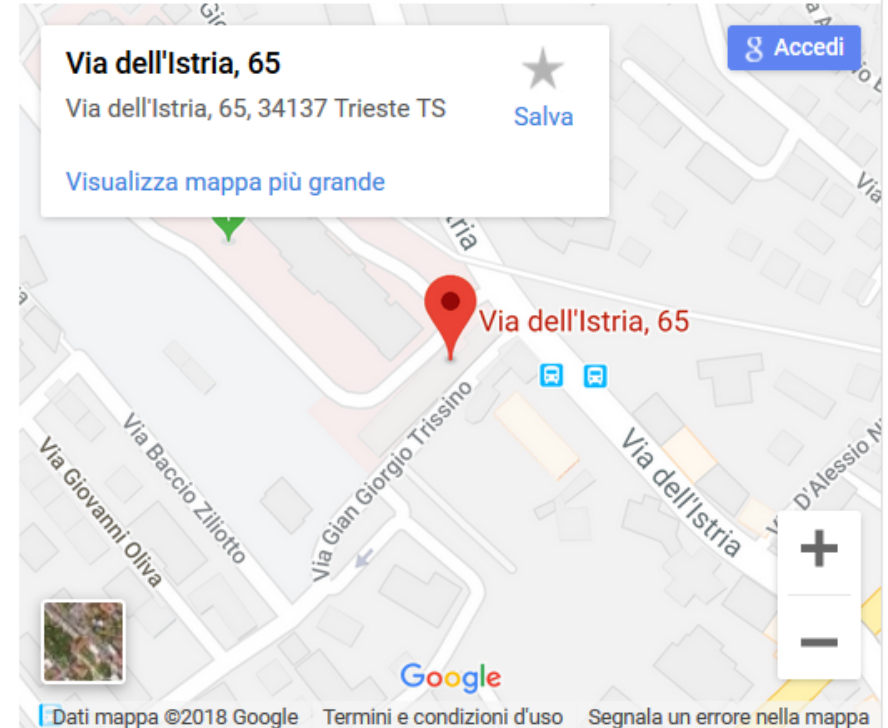 Gio
Via dell'Istria, 65
Via dell'Istria, 65, 34137 Trieste TS
Salva
Visualizza mappa più grande
Accedi
Via
tria
Via dell'Istria, 65
Via Baccio Ziliotto
Via Giovanni Oliva
Via Gian Giorgio Trissino
Via dell'Istria
D'Alessio N
+
−
Google
Dati mappa ©2018 Google
Termini e condizioni d'uso
Segnala un errore nella mappa